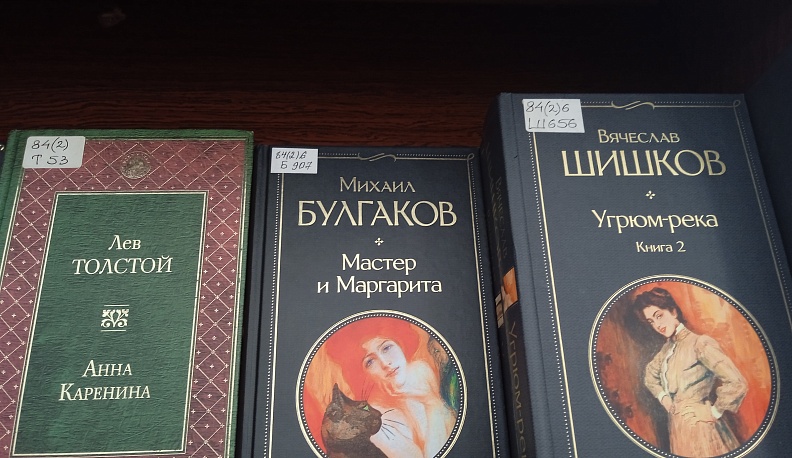 84(2)
Т 53
Лев
ТОЛСТОЙ
АННА
КАРЕНИНА
84(2)6
Б 907
МИХАИЛ
БУЛГАКОВ
Мастер
и Маргарита
84(2)6
Ш656
ВЯЧЕСЛАВ
ШИШКОВ
Угрюм-река
Книга 2